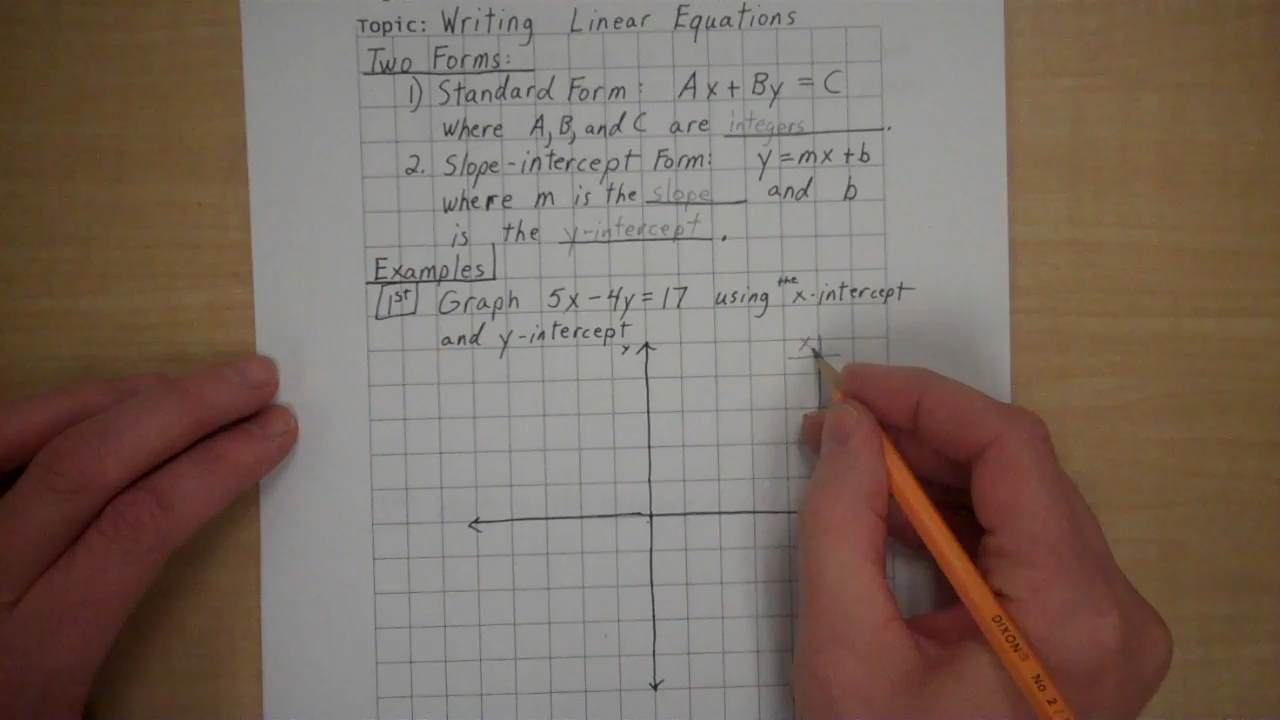 Topic: Writing Linear Equations
Two Forms:
1) Standard Form: Ax + By = C
where A, B, and C are integers.
2. Slope-intercept Form: y = mx + b
where m is the slope and b
is the y-intercept.
Examples
1st Graph 5x - 4y = 17 using the x-intercept
and y-intercept
y
x
DIXON® No. 2